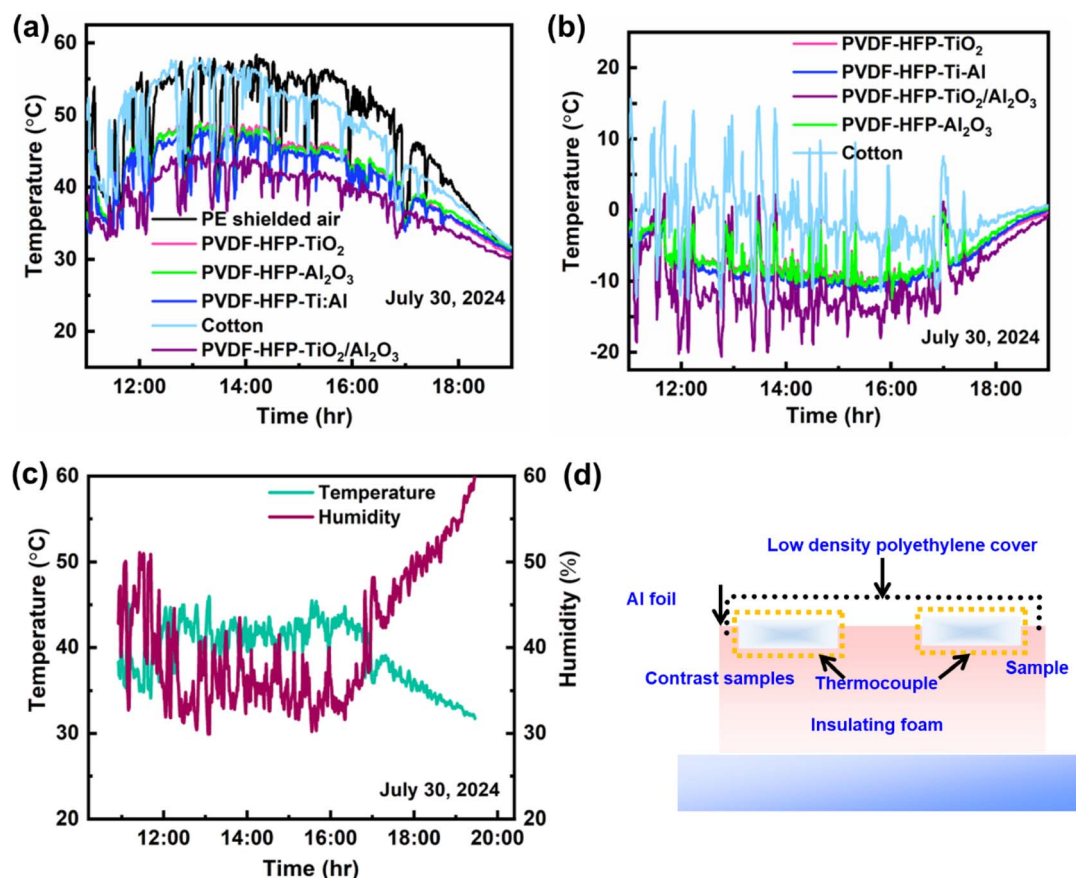 (a)
Temperature (°C)
60
50
40
30
20
PE shielded air
PVDF-HFP-TiO₂
PVDF-HFP-Al₂O₃
PVDF-HFP-Ti:Al
Cotton
PVDF-HFP-TiO₂/Al₂O₃
July 30, 2024
12:00 14:00 16:00 18:00
Time (hr)
(b)
Temperature (°C)
20
10
0
-10
-20
PVDF-HFP-TiO₂
PVDF-HFP-Ti-Al
PVDF-HFP-TiO₂/Al₂O₃
PVDF-HFP-Al₂O₃
Cotton
July 30, 2024
12:00 14:00 16:00 18:00
Time (hr)
(c)
Temperature (°C)
60
50
40
30
20
Temperature
Humidity
July 30, 2024
60
50
40
30
20
Humidity (%)
12:00 14:00 16:00 18:00 20:00
Time (hr)
(d)
Low density polyethylene cover
Al foil
Contrast samples
Thermocouple
Sample
Insulating foam